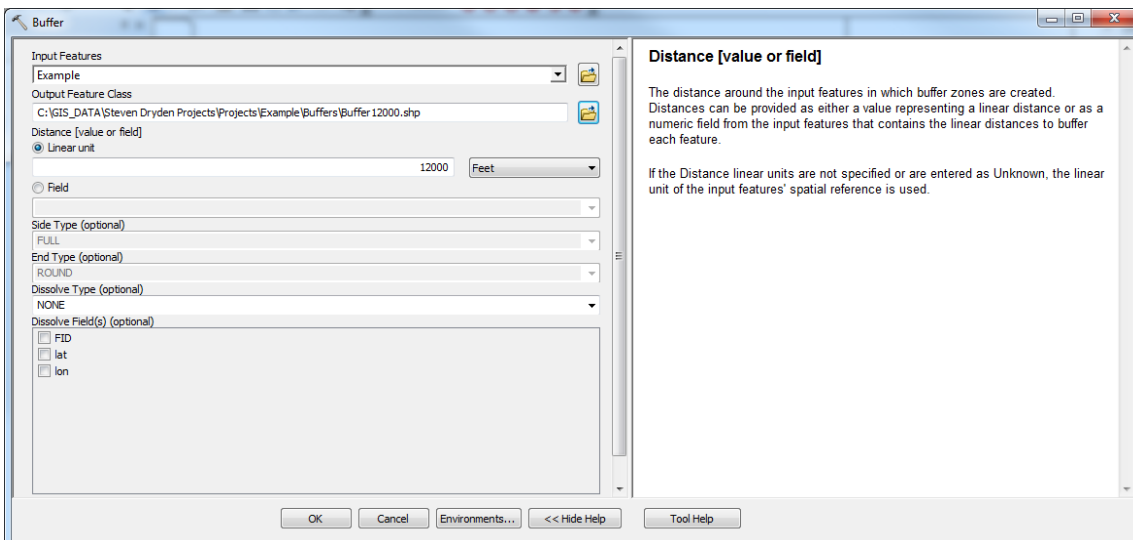 Buffer
Input Features
Example
Output Feature Class
C:\GIS_DATA\Steven Dryden Projects\Projects\Example\Buffers\Buffer12000.shp
Distance [value or field]
Linear unit
12000 Feet
Field
Side Type (optional)
FULL
End Type (optional)
ROUND
Dissolve Type (optional)
NONE
Dissolve Field(s) (optional)
FID
lat
lon
OK Cancel Environments... << Hide Help Tool Help
Distance [value or field]
The distance around the input features in which buffer zones are created.
Distances can be provided as either a value representing a linear distance or as a
numeric field from the input features that contains the linear distances to buffer
each feature.
If the Distance linear units are not specified or are entered as Unknown, the linear
unit of the input features' spatial reference is used.